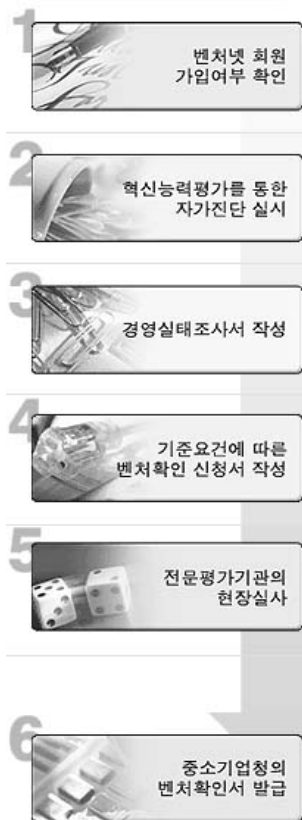 1
벤처넷 회원
가입여부 확인
2
혁신능력평가를 통한
자가진단 실시
3
경영실태조사서 작성
4
기준요건에 따른
벤처확인 신청서 작성
5
전문평가기관의
현장실사
6
중소기업청의
벤처확인서 발급